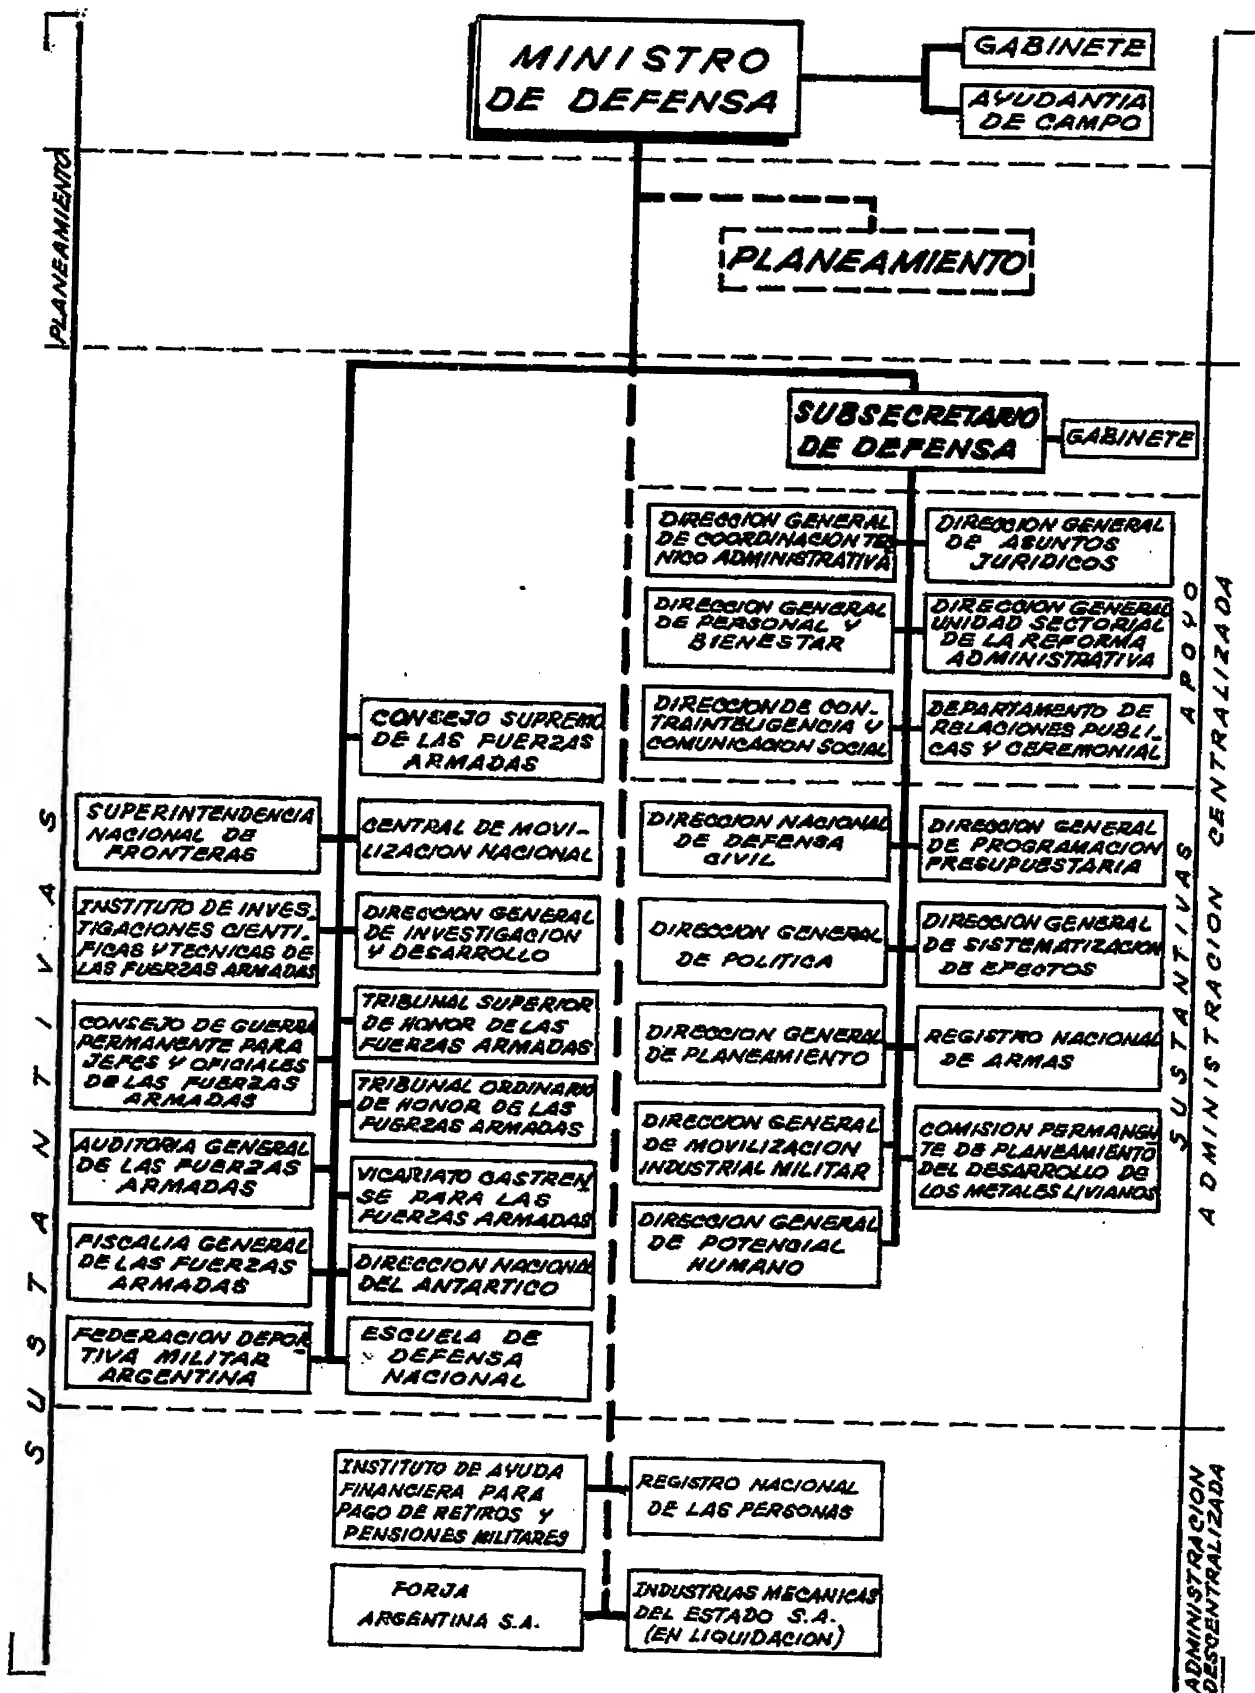 MINISTRO
DE DEFENSA
GABINETE
AYUDANTIA
DE CAMPO
PLANEAMIENTO
PLANEAMIENTO
SUBSECRETARIO
DE DEFENSA
GABINETE
DIRECCION GENERAL
DE COORDINACION TEC
NICO ADMINISTRATIVA
DIRECCION GENERAL
DE ASUNTOS
JURIDICOS
DIRECCION GENERAL
DE PERSONAL Y
BIENESTAR
DIRECCION GENERAL
UNIDAD SECTORIAL
DE LA REFORMA
ADMINISTRATIVA
DIRECCION DE CON-
TRAINTELIGENCIA Y
COMUNICACION SOCIAL
DEPARTAMENTO DE
RELACIONES PUBLI-
CAS Y CEREMONIAL
APOYO
ADMINISTRACION CENTRALIZADA
CONSEJO SUPREMO
DE LAS FUERZAS
ARMADAS
SUPERINTENDENCIA
NACIONAL DE
FRONTERAS
CENTRAL DE MOVI-
LIZACION NACIONAL
INSTITUTO DE INVES-
TIGACIONES CIENTI-
FICAS Y TECNICAS DE
LAS FUERZAS ARMADAS
DIRECCION GENERAL
DE INVESTIGACION
Y DESARROLLO
CONSEJO DE GUERRA
PERMANENTE PARA
JEFES Y OFICIALES
DE LAS FUERZAS
ARMADAS
TRIBUNAL SUPERIOR
DE HONOR DE LAS
FUERZAS ARMADAS
TRIBUNAL ORDINARIO
DE HONOR DE LAS
FUERZAS ARMADAS
AUDITORIA GENERAL
DE LAS FUERZAS
ARMADAS
VICARIATO CASTREN
SE PARA LAS
FUERZAS ARMADAS
FISCALIA GENERAL
DE LAS FUERZAS
ARMADAS
DIRECCION NACIONAL
DEL ANTARTICO
FEDERACION DEPOR
TIVA MILITAR
ARGENTINA
ESCUELA DE
DEFENSA
NACIONAL
SUSTANTIVAS
DIRECCION NACIONAL
DE DEFENSA
CIVIL
DIRECCION GENERAL
DE PROGRAMACION
PRESUPUESTARIA
DIRECCION GENERAL
DE POLITICA
DIRECCION GENERAL
DE SISTEMATIZACION
DE EFECTOS
DIRECCION GENERAL
DE PLANEAMIENTO
REGISTRO NACIONAL
DE ARMAS
DIRECCION GENERAL
DE MOVILIZACION
INDUSTRIAL MILITAR
COMISION PERMANEN
TE DE PLANEAMIENTO
DEL DESARROLLO DE
LOS METALES LIVIANOS
DIRECCION GENERAL
DE POTENCIAL
HUMANO
SUSTANTIVAS
INSTITUTO DE AYUDA
FINANCIERA PARA
PAGO DE RETIROS Y
PENSIONES MILITARES
REGISTRO NACIONAL
DE LAS PERSONAS
FORJA
ARGENTINA S.A.
INDUSTRIAS MECANICAS
DEL ESTADO S.A.
(EN LIQUIDACION)
ADMINISTRACION
DESCENTRALIZADA